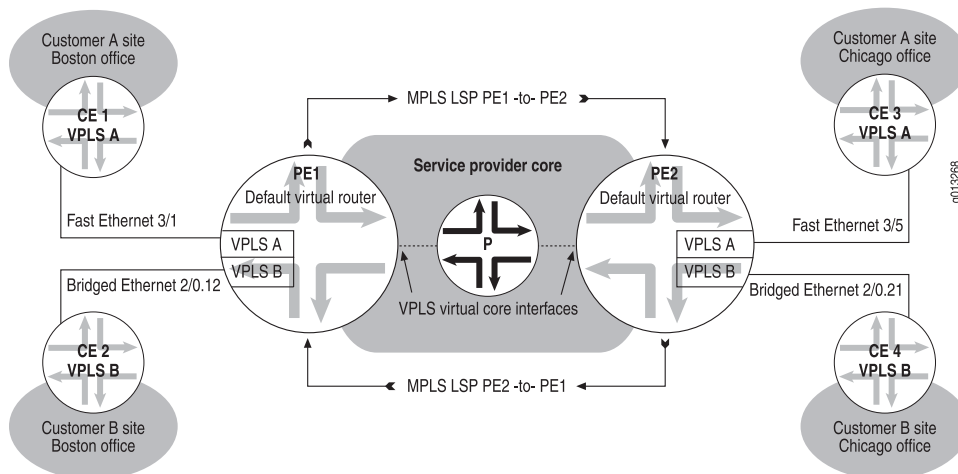 Customer A site
Boston office
CE 1
VPLS A
Fast Ethernet 3/1
Bridged Ethernet 2/0.12
CE 2
VPLS B
Customer B site
Boston office
MPLS LSP PE1 -to- PE2
Service provider core
PE1
Default virtual router
VPLS A
VPLS B
P
VPLS virtual core interfaces
PE2
Default virtual router
VPLS A
VPLS B
MPLS LSP PE2 -to- PE1
Customer A site
Chicago office
CE 3
VPLS A
Fast Ethernet 3/5
Bridged Ethernet 2/0.21
CE 4
VPLS B
Customer B site
Chicago office
g013268